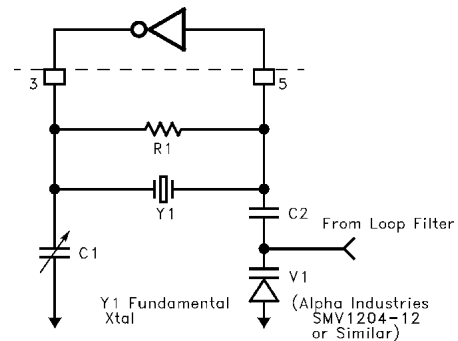 3
5
R1
Y1
C2
From Loop Filter
C1
V1
Y1 Fundamental
Xtal
(Alpha Industries
SMV1204-12
or Similar)